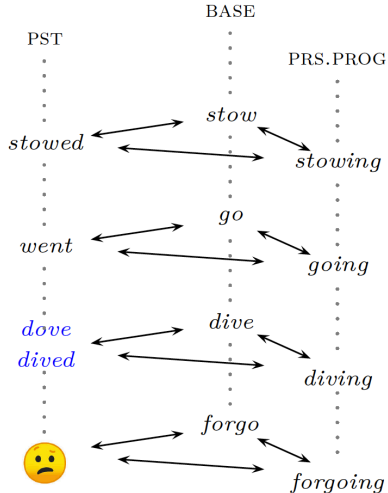 PST BASE PRS.PROG
stowed stow stowing
went go going
dove
dived dive diving
forgo forgoing